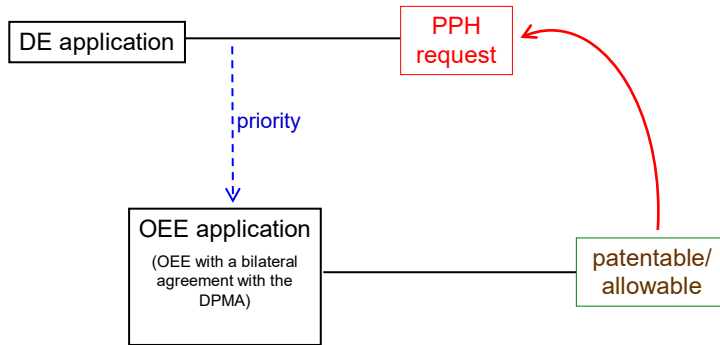 DE application
PPH
request
priority
OEE application
(OEE with a bilateral
agreement with the
DPMA)
patentable/
allowable